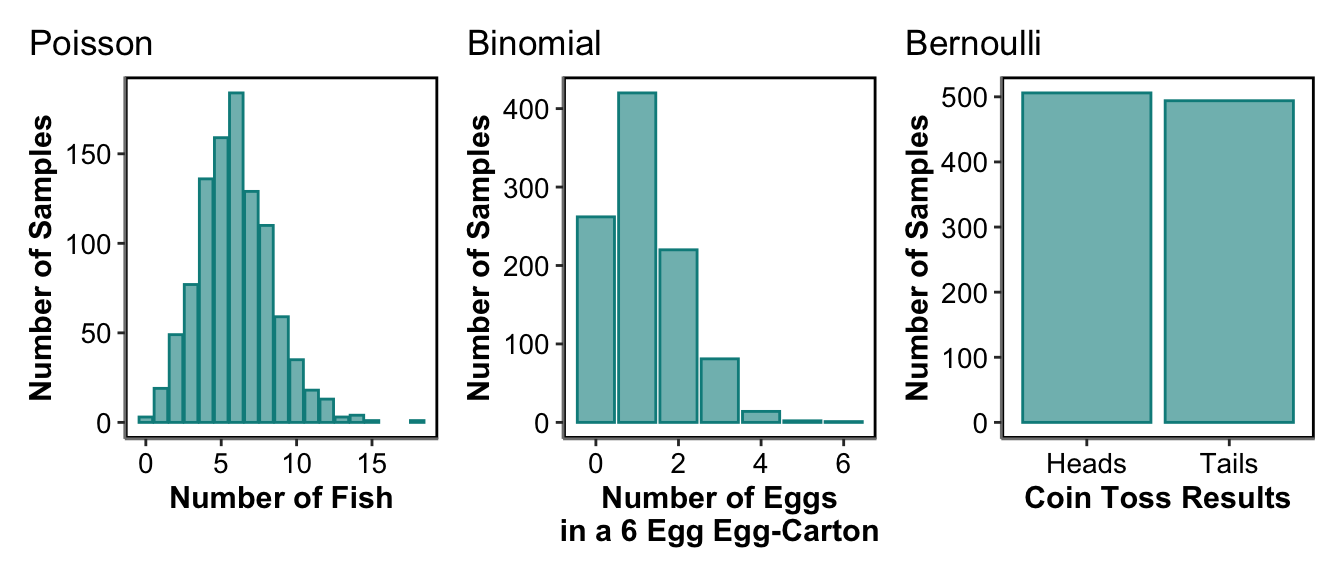 Poisson
Number of Samples
150
100
50
0
0 5 10 15
Number of Fish
Binomial
Number of Samples
400
300
200
100
0
0 2 4 6
Number of Eggs
in a 6 Egg Egg-Carton
Bernoulli
Number of Samples
500
400
300
200
100
0
Heads Tails
Coin Toss Results